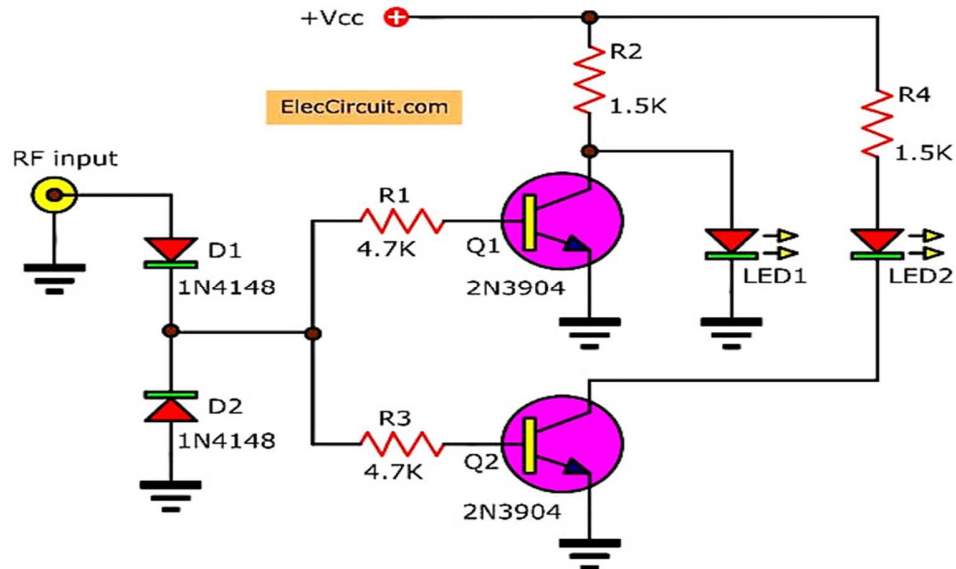 +Vcc
R2
1.5K
R4
1.5K
ElecCircuit.com
RF input
R1
4.7K
Q1
2N3904
D1
1N4148
LED1
LED2
D2
1N4148
R3
4.7K
Q2
2N3904